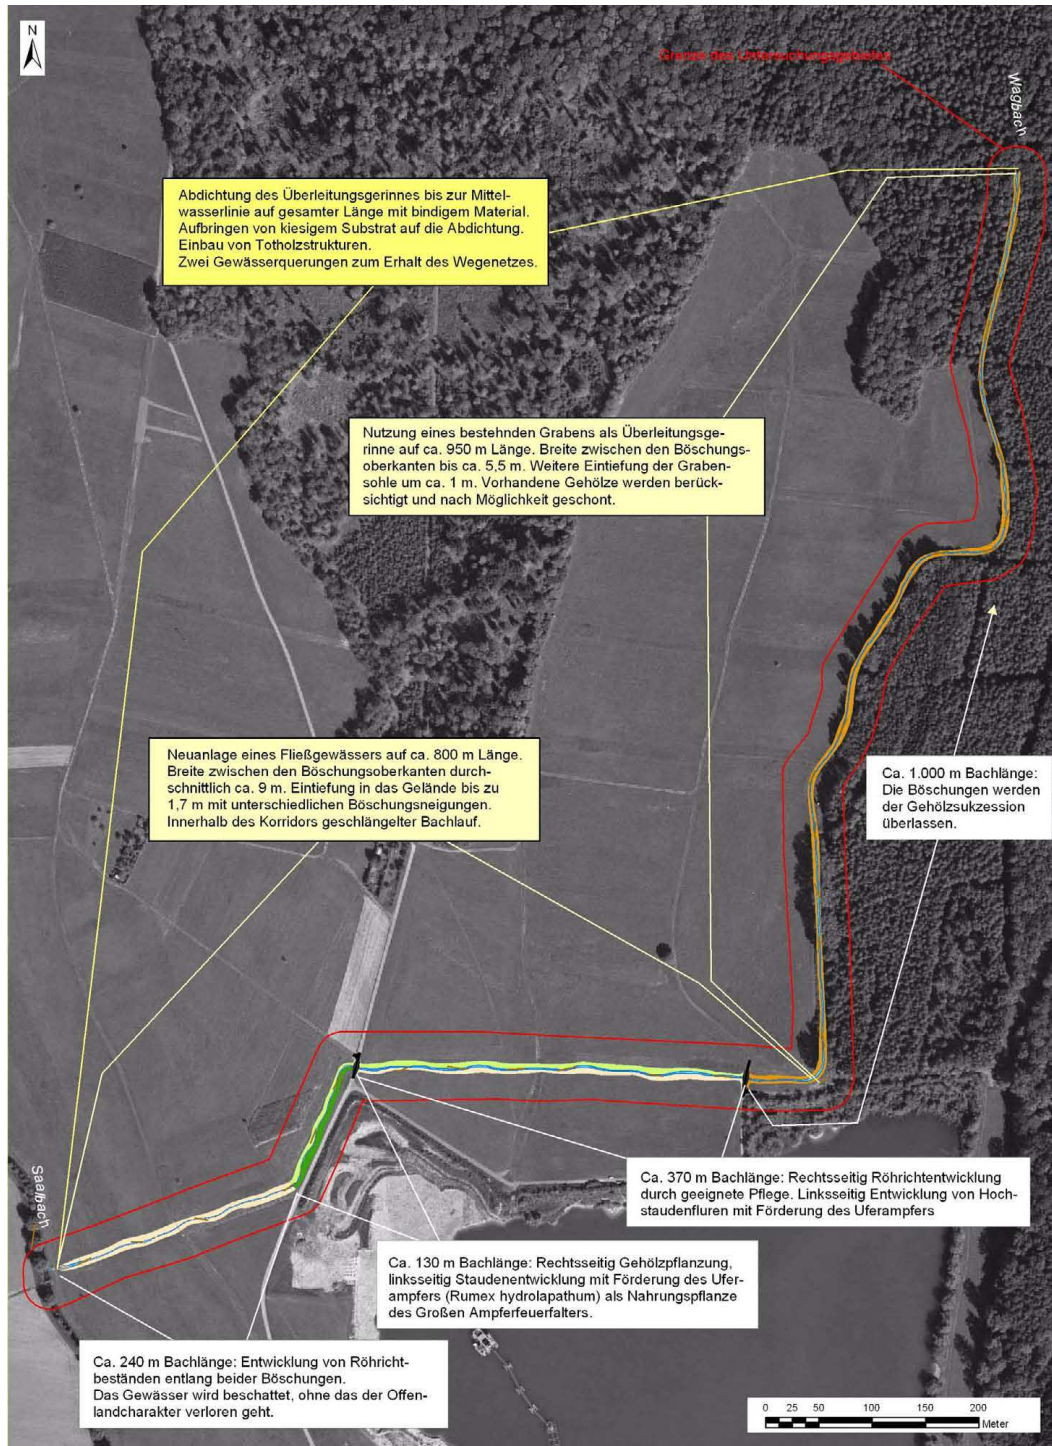 N
Grenze des Untersuchungsgebietes
Wagbach
Abdichtung des Überleitungsgerinnes bis zur Mittel-
wasserlinie auf gesamter Länge mit bindigem Material.
Aufbringen von kiesigem Substrat auf die Abdichtung.
Einbau von Totholzstrukturen.
Zwei Gewässerquerungen zum Erhalt des Wegenetzes.
Nutzung eines bestehnden Grabens als Überleitungsge-
rinne auf ca. 950 m Länge. Breite zwischen den Böschungs-
oberkanten bis ca. 5,5 m. Weitere Eintiefung der Graben-
sohle um ca. 1 m. Vorhandene Gehölze werden berück-
sichtigt und nach Möglichkeit geschont.
Neuanlage eines Fließgewässers auf ca. 800 m Länge.
Breite zwischen den Böschungsoberkanten durch-
schnittlich ca. 9 m. Eintiefung in das Gelände bis zu
1,7 m mit unterschiedlichen Böschungsneigungen.
Innerhalb des Korridors geschlängelter Bachlauf.
Ca. 1.000 m Bachlänge:
Die Böschungen werden
der Gehölzsukzession
überlassen.
Saalbach
Ca. 370 m Bachlänge: Rechtsseitig Röhrichtentwicklung
durch geeignete Pflege. Linksseitig Entwicklung von Hoch-
staudenfluren mit Förderung des Uferampfers
Ca. 130 m Bachlänge: Rechtsseitig Gehölzpflanzung,
linksseitig Staudenentwicklung mit Förderung des Ufer-
ampfers (Rumex hydrolapathum) als Nahrungspflanze
des Großen Ampferfeuerfalters.
Ca. 240 m Bachlänge: Entwicklung von Röhricht-
beständen entlang beider Böschungen.
Das Gewässer wird beschattet, ohne das der Offen-
landcharakter verloren geht.
0 25 50 100 150 200
Meter